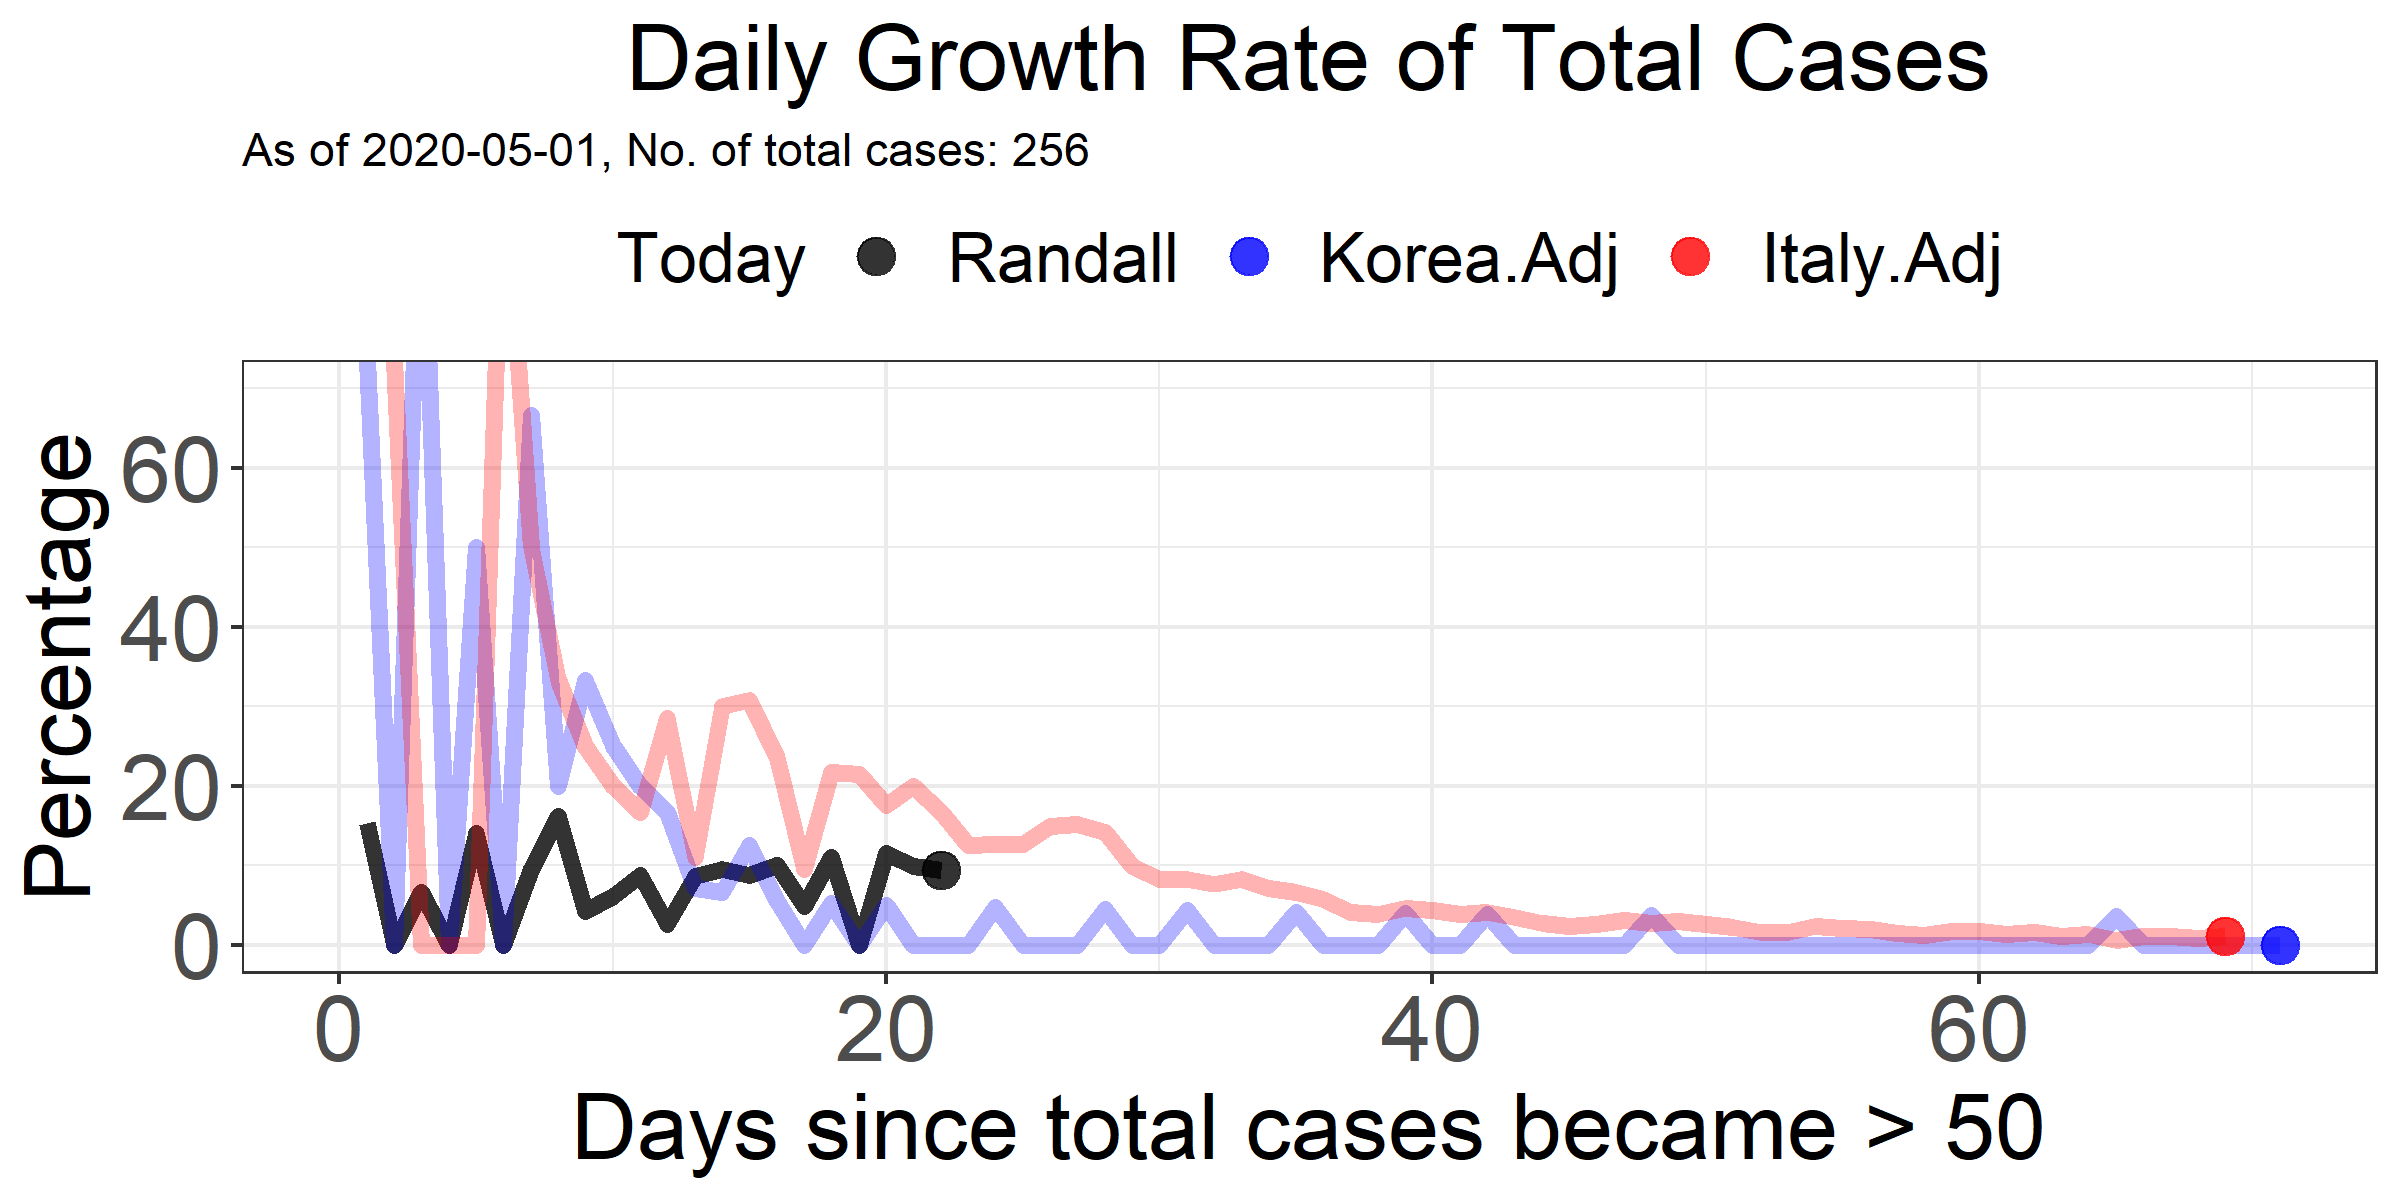 Daily Growth Rate of Total Cases
As of 2020-05-01, No. of total cases: 256
Today Randall Korea.Adj Italy.Adj
Percentage
60
40
20
0
0 20 40 60
Days since total cases became > 50